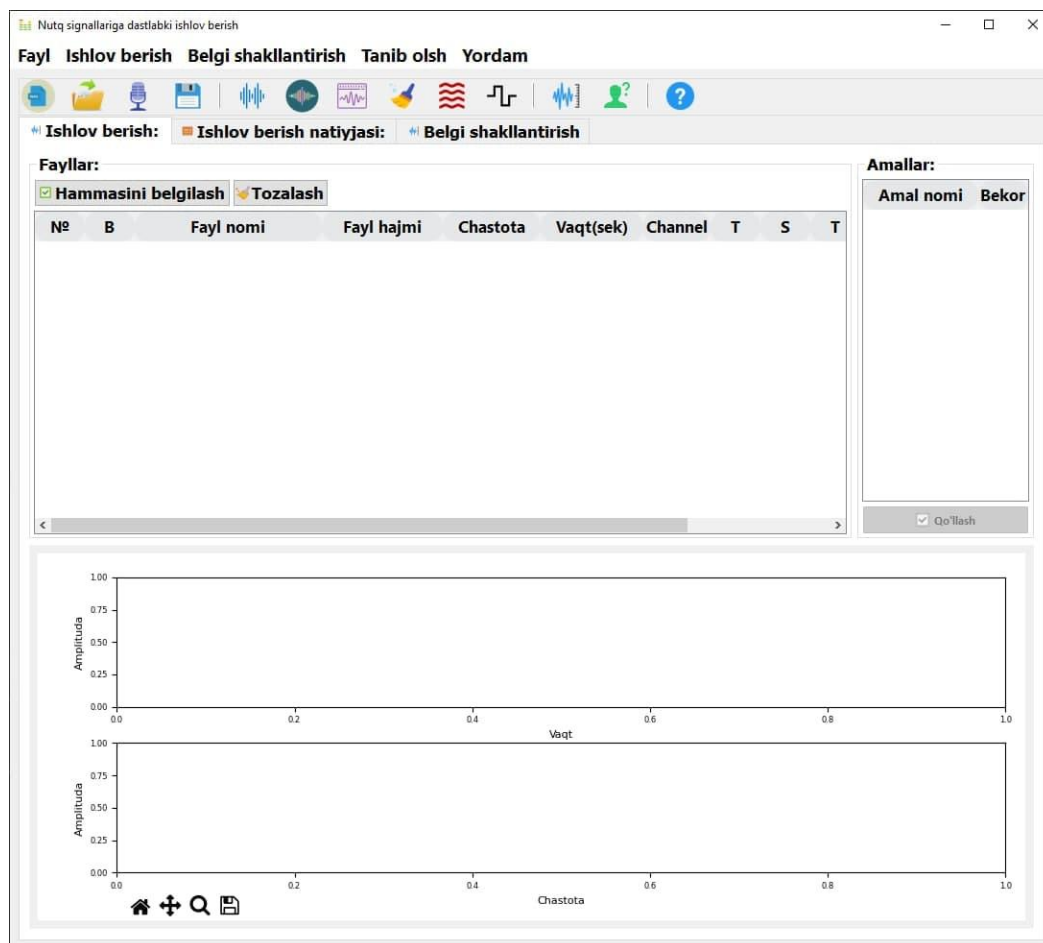 Nutq signallariga dastlabki ishlov berish
Fayl Ishlov berish Belgi shakllantirish Tanib olsh Yordam
Ishlov berish: Ishlov berish natiyjasi: Belgi shakllantirish
Fayllar:
Hammasini belgilash Tozalash
№ B Fayl nomi Fayl hajmi Chastota Vaqt(sek) Channel T S T
Amallar:
Amal nomi Bekor
Qo'llash
1.00
0.75
0.50
0.25
0.00
Amplituda
0.0 0.2 0.4 0.6 0.8 1.0
Vaqt
1.00
0.75
0.50
0.25
0.00
Amplituda
0.0 0.2 0.4 0.6 0.8 1.0
Chastota